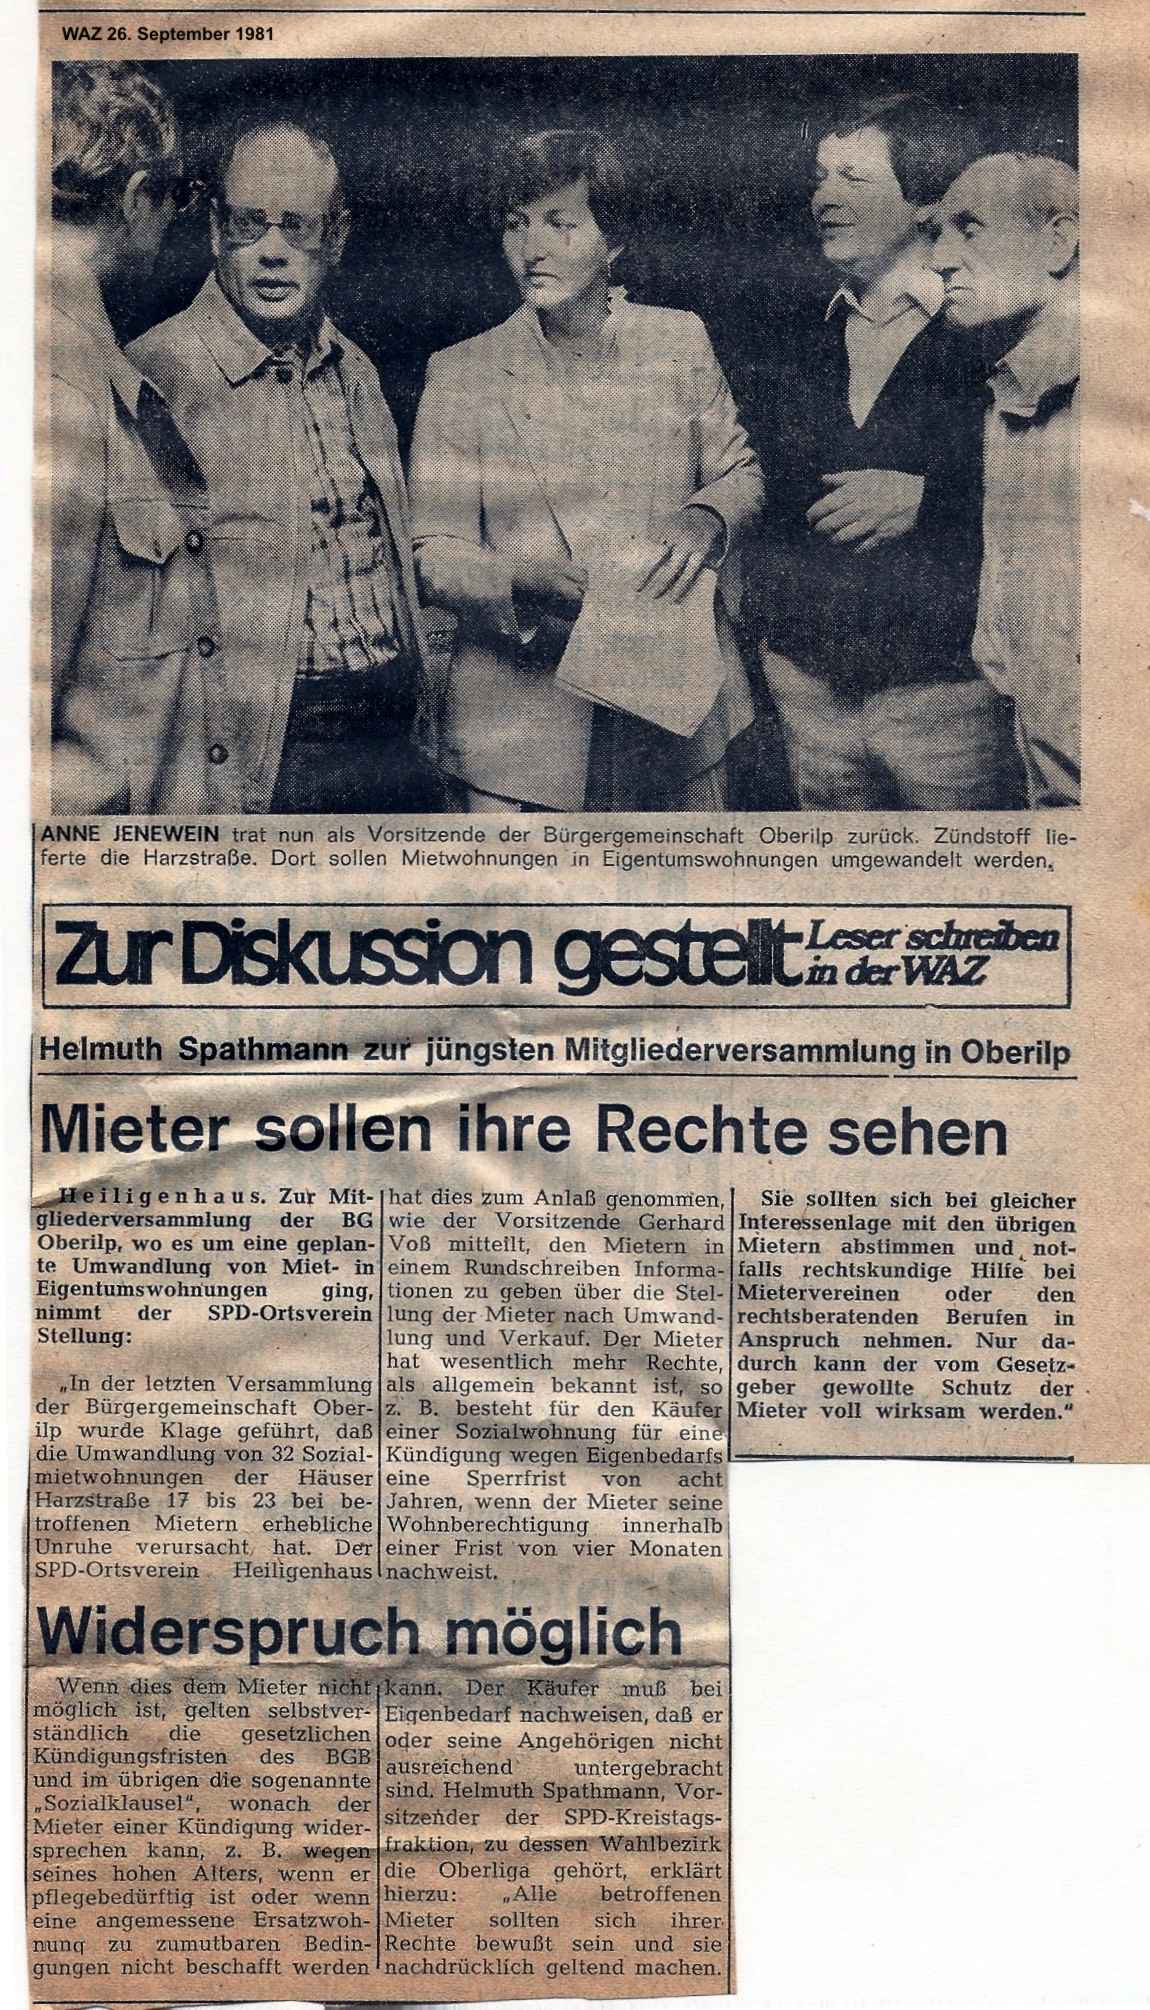 WAZ 26. September 1981
ANNE JENEWEIN trat nun als Vorsitzende der Bürgergemeinschaft Oberilp zurück. Zündstoff lie-
ferte die Harzstraße. Dort sollen Mietwohnungen in Eigentumswohnungen umgewandelt werden.
Zur Diskussion gestellt Leser schreiben
in der WAZ
Helmuth Spathmann zur jüngsten Mitgliederversammlung in Oberilp
Mieter sollen ihre Rechte sehen
Heiligenhaus. Zur Mit-
gliederversammlung der BG
Oberilp, wo es um eine geplan-
te Umwandlung von Miet- in
Eigentumswohnungen ging,
nimmt der SPD-Ortsverein
Stellung:
„In der letzten Versammlung
der Bürgergemeinschaft Ober-
ilp wurde Klage geführt, daß
die Umwandlung von 32 Sozial-
mietwohnungen der Häuser
Harzstraße 17 bis 23 bei be-
troffenen Mietern erhebliche
Unruhe verursacht hat. Der
SPD-Ortsverein Heiligenhaus
hat dies zum Anlaß genommen,
wie der Vorsitzende Gerhard
Voß mitteilt, den Mietern in
einem Rundschreiben Informa-
tionen zu geben über die Stel-
lung der Mieter nach Umwand-
lung und Verkauf. Der Mieter
hat wesentlich mehr Rechte,
als allgemein bekannt ist, so
z. B. besteht für den Käufer
einer Sozialwohnung für eine
Kündigung wegen Eigenbedarfs
eine Sperrfrist von acht
Jahren, wenn der Mieter seine
Wohnberechtigung innerhalb
einer Frist von vier Monaten
nachweist.
Sie sollten sich bei gleicher
Interessenlage mit den übrigen
Mietern abstimmen und not-
falls rechtskundige Hilfe bei
Mietervereinen oder den
rechtsberatenden Berufen in
Anspruch nehmen. Nur da-
durch kann der vom Gesetz-
geber gewollte Schutz der
Mieter voll wirksam werden.“
Widerspruch möglich
Wenn dies dem Mieter nicht
möglich ist, gelten selbstver-
ständlich die gesetzlichen
Kündigungsfristen des BGB
und im übrigen die sogenannte
„Sozialklausel“, wonach der
Mieter einer Kündigung wider-
sprechen kann, z. B. wegen
seines hohen Alters, wenn er
pflegebedürftig ist oder wenn
eine angemessene Ersatzwoh-
nung zu zumutbaren Bedin-
gungen nicht beschafft werden
kann. Der Käufer muß bei
Eigenbedarf nachweisen, daß er
oder seine Angehörigen nicht
ausreichend untergebracht
sind. Helmuth Spathmann, Vor-
sitzender der SPD-Kreistags-
fraktion, zu dessen Wahlbezirk
die Oberliga gehört, erklärt
hierzu: „Alle betroffenen
Mieter sollten sich ihrer
Rechte bewußt sein und sie
nachdrücklich geltend machen.